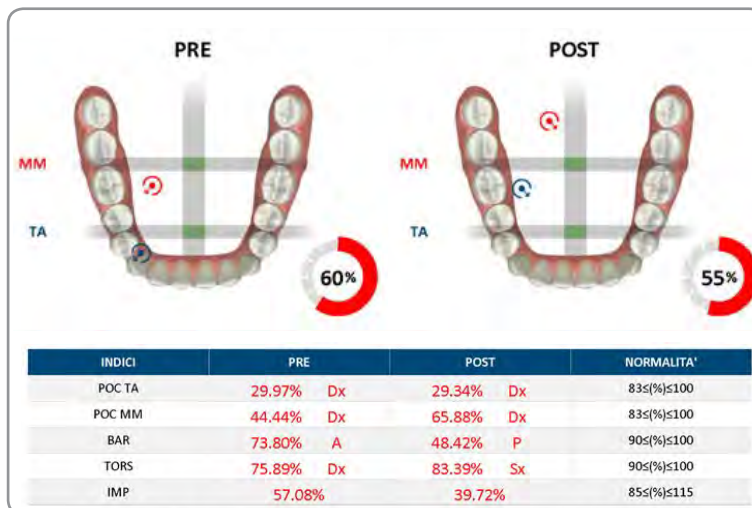 PRE POST
MM MM
TA TA
60% 55%
INDICI PRE POST NORMALITA'
POC TA 29.97% Dx 29.34% Dx 83≤(%)≤100
POC MM 44.44% Dx 65.88% Dx 83≤(%)≤100
BAR 73.80% A 48.42% P 90≤(%)≤100
TORS 75.89% Dx 83.39% Sx 90≤(%)≤100
IMP 57.08% 39.72% 85≤(%)≤115